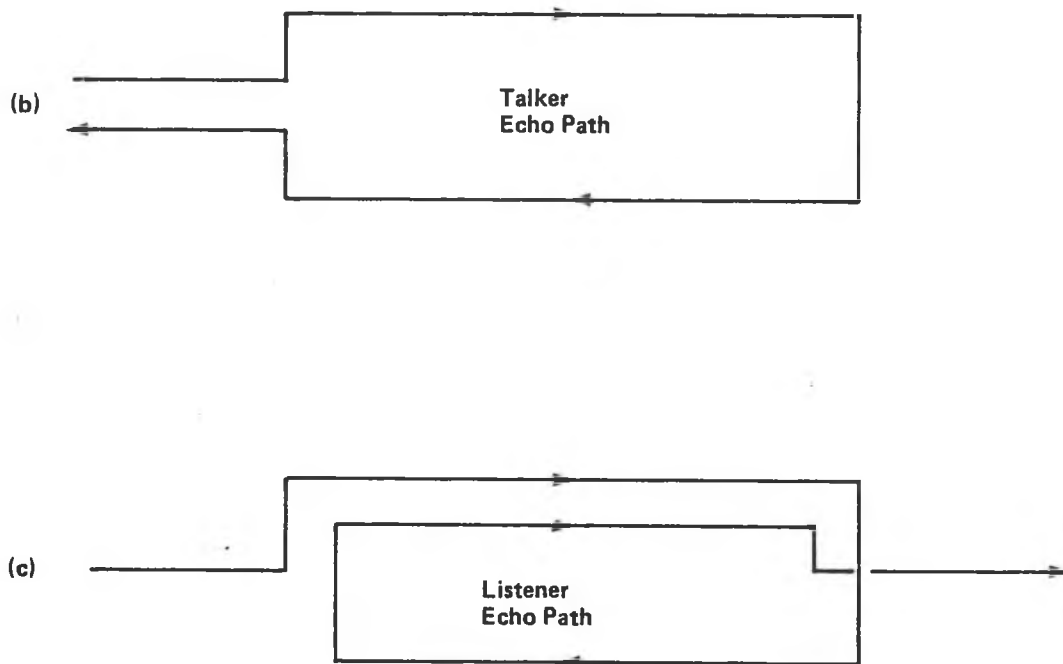 (b)
Talker
Echo Path
(c)
Listener
Echo Path